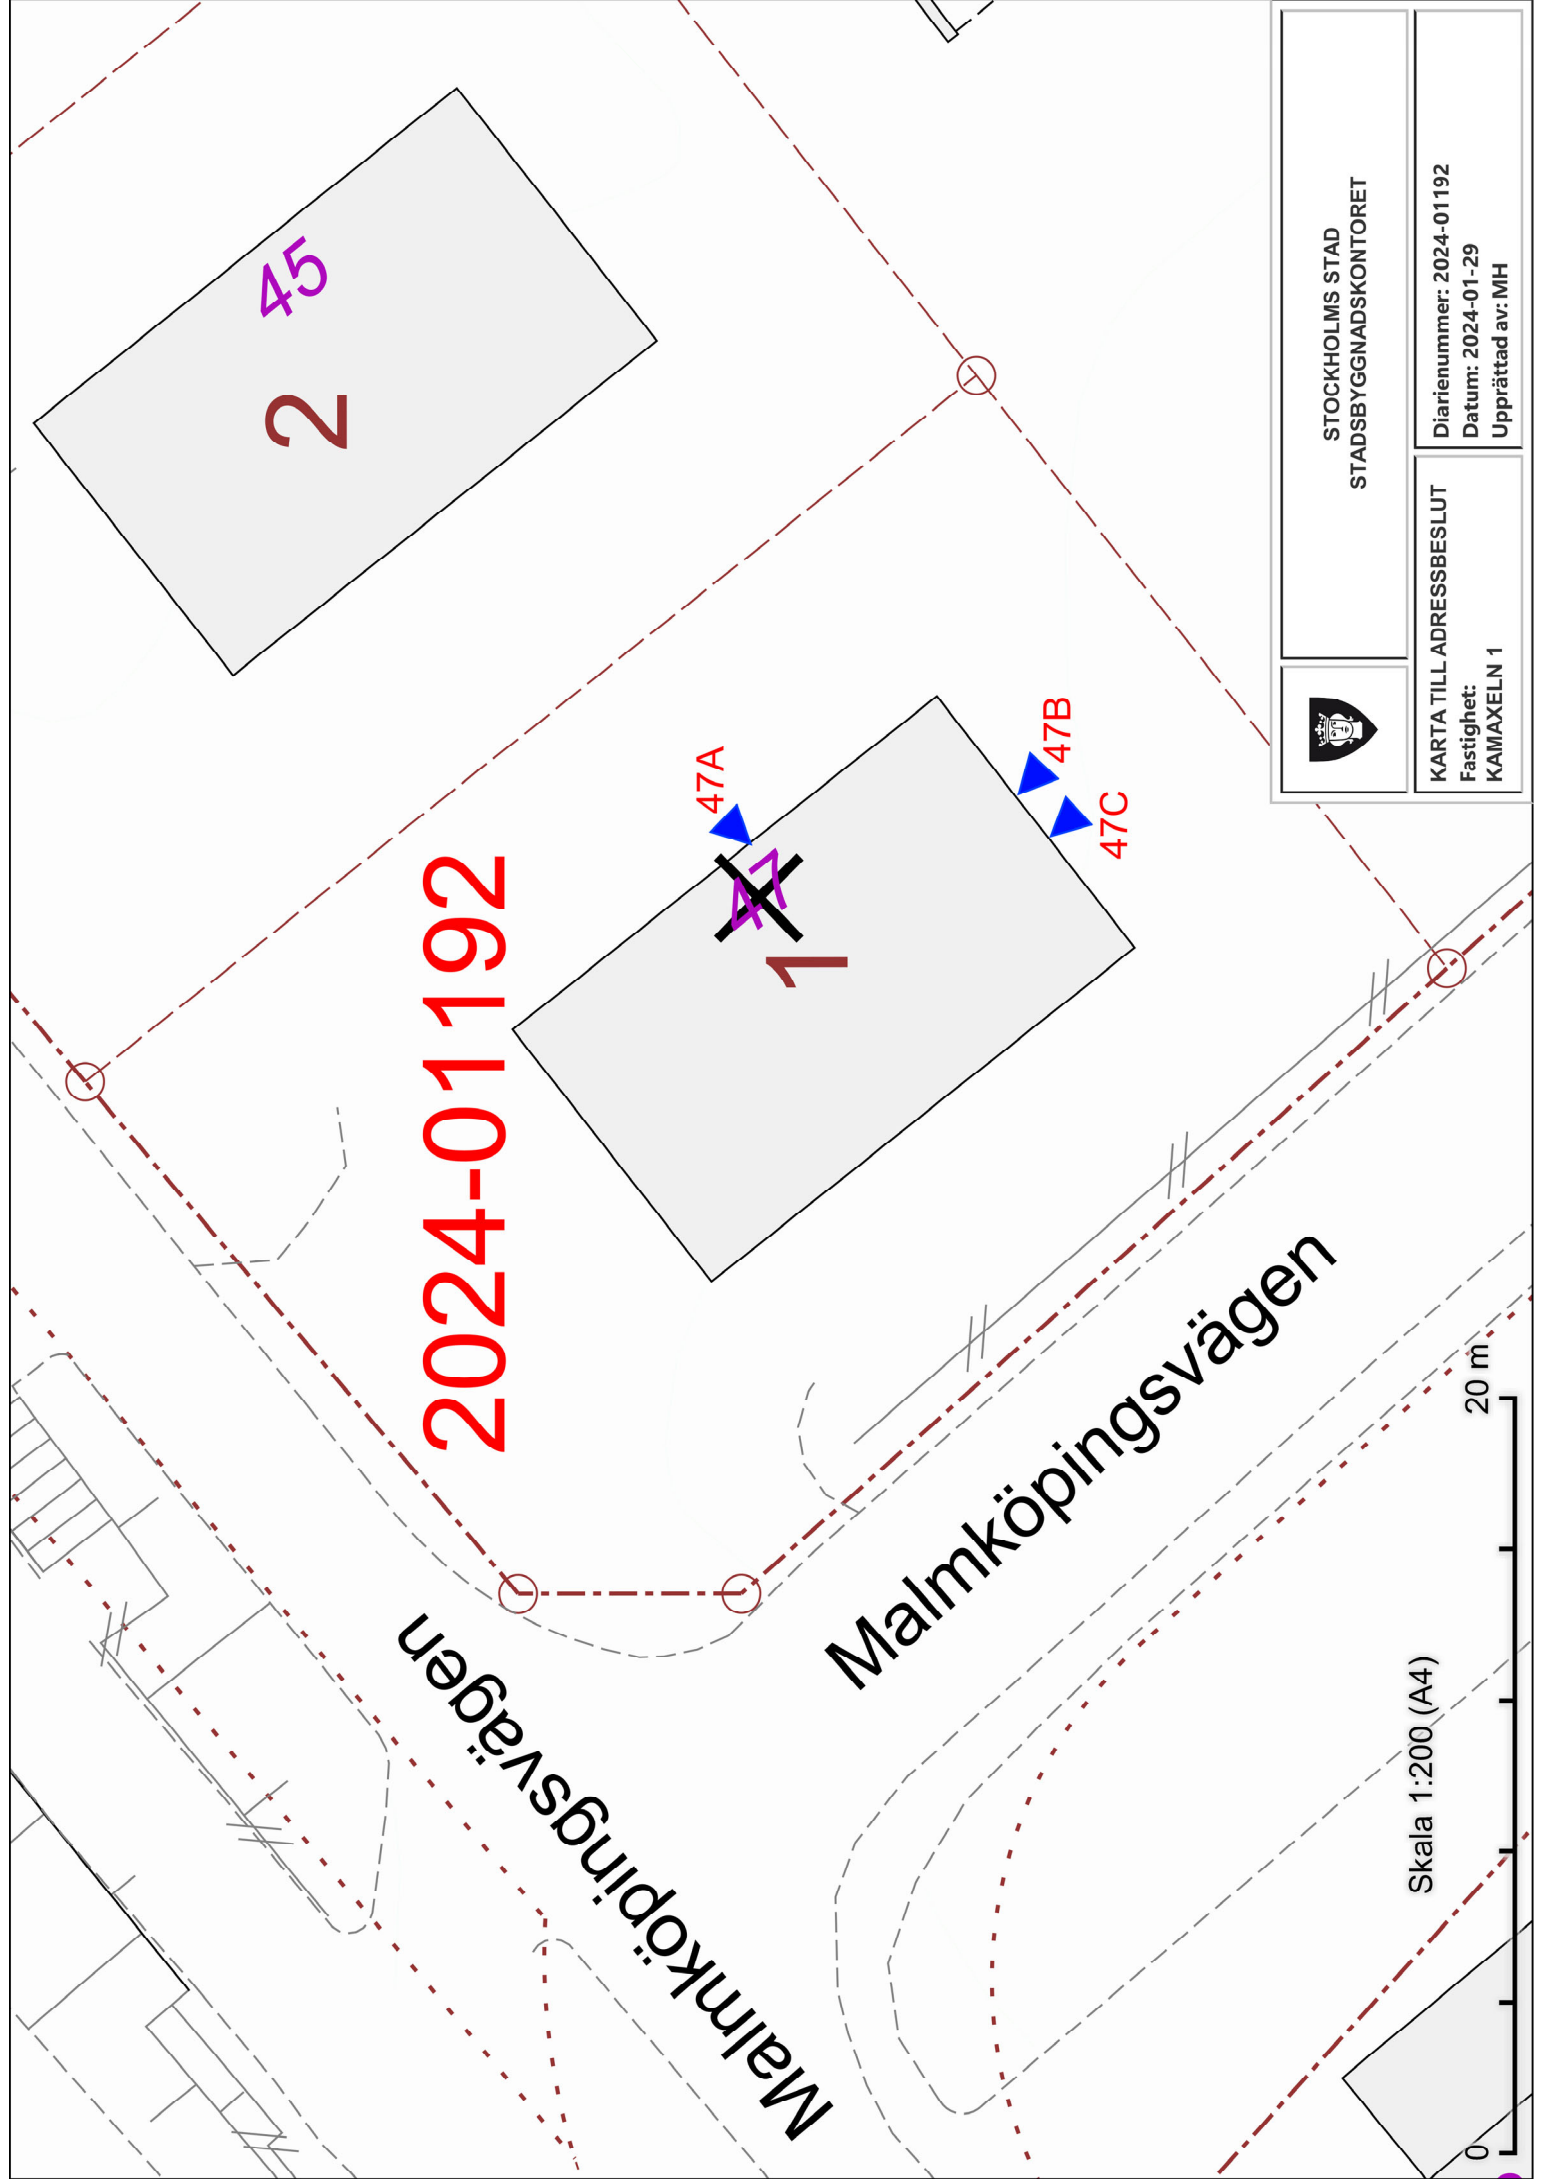 2
45
2024-01192
47A
47
1
47B
47C
Malmköpingsvägen
Malmköpingsvägen
Skala 1:200 (A4)
0
20 m
STOCKHOLMS STAD
STADSBYGGNADSKONTORET
KARTA TILL ADRESSBESLUT
Fastighet:
KAMAXELN 1
Diarienummer: 2024-01192
Datum: 2024-01-29
Upprättad av: MH